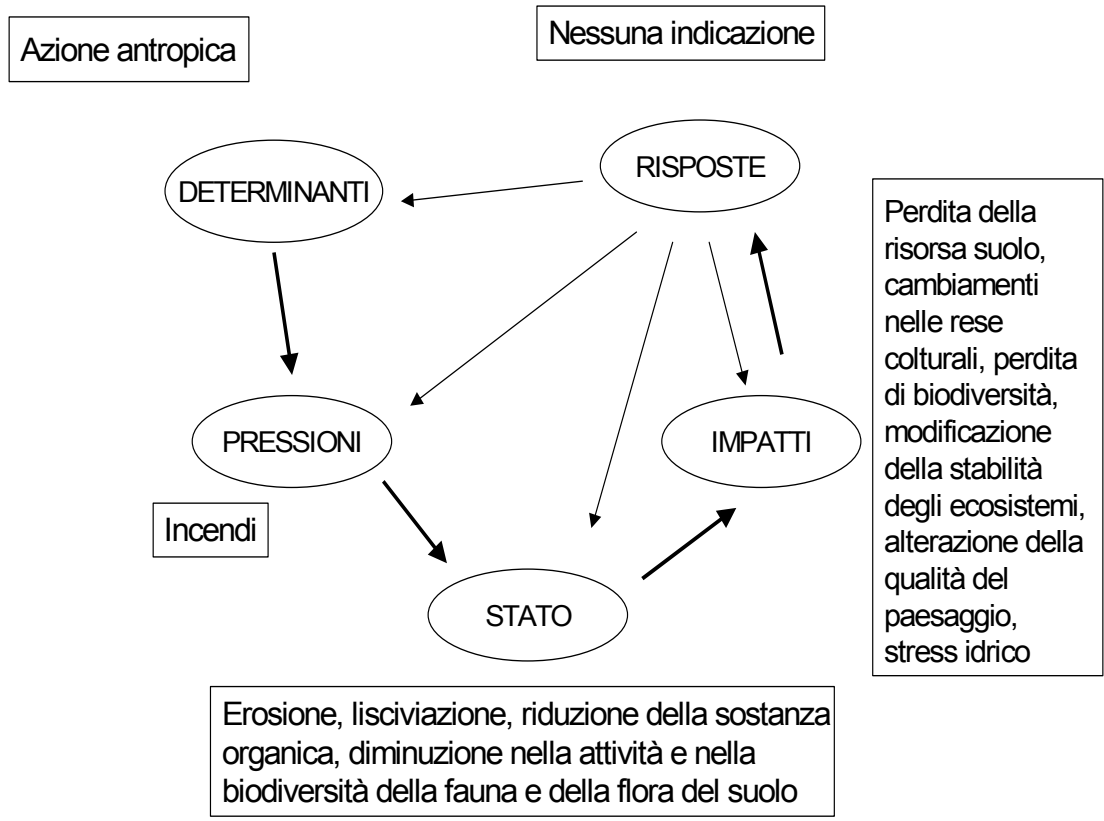 Azione antropica
Nessuna indicazione
DETERMINANTI
RISPOSTE
Perdita della
risorsa suolo,
cambiamenti
nelle rese
colturali, perdita
di biodiversità,
modificazione
della stabilità
degli ecosistemi,
alterazione della
qualità del
paesaggio,
stress idrico
PRESSIONI
IMPATTI
Incendi
STATO
Erosione, lisciviazione, riduzione della sostanza
organica, diminuzione nella attività e nella
biodiversità della fauna e della flora del suolo